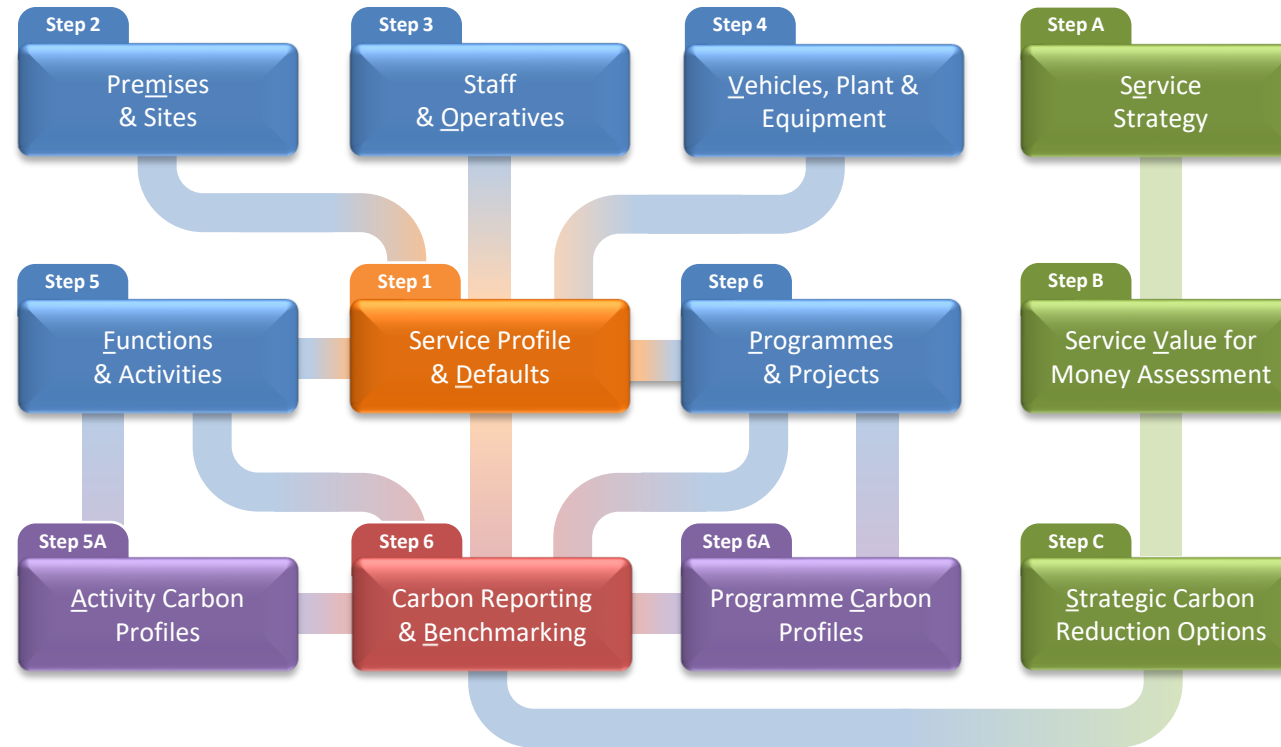 Step 2
Premises
& Sites
Step 3
Staff
& Operatives
Step 4
Vehicles, Plant &
Equipment
Step A
Service
Strategy
Step 5
Functions
& Activities
Step 1
Service Profile
& Defaults
Step 6
Programmes
& Projects
Step B
Service Value for
Money Assessment
Step 5A
Activity Carbon
Profiles
Step 6
Carbon Reporting
& Benchmarking
Step 6A
Programme Carbon
Profiles
Step C
Strategic Carbon
Reduction Options